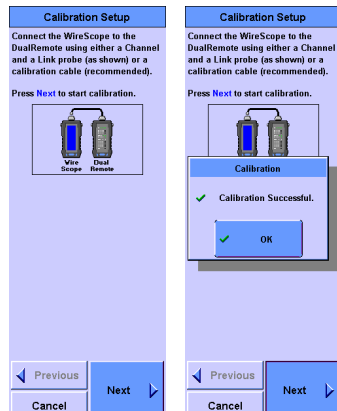 Calibration Setup
Connect the WireScope to the
DualRemote using either a Channel
and a Link probe (as shown) or a
calibration cable (recommended).
Press Next to start calibration.
Wire Dual
Scope Remote
Previous
Next
Cancel
Calibration Setup
Connect the WireScope to the
DualRemote using either a Channel
and a Link probe (as shown) or a
calibration cable (recommended).
Press Next to start calibration.
Calibration
Calibration Successful.
OK
Previous
Next
Cancel